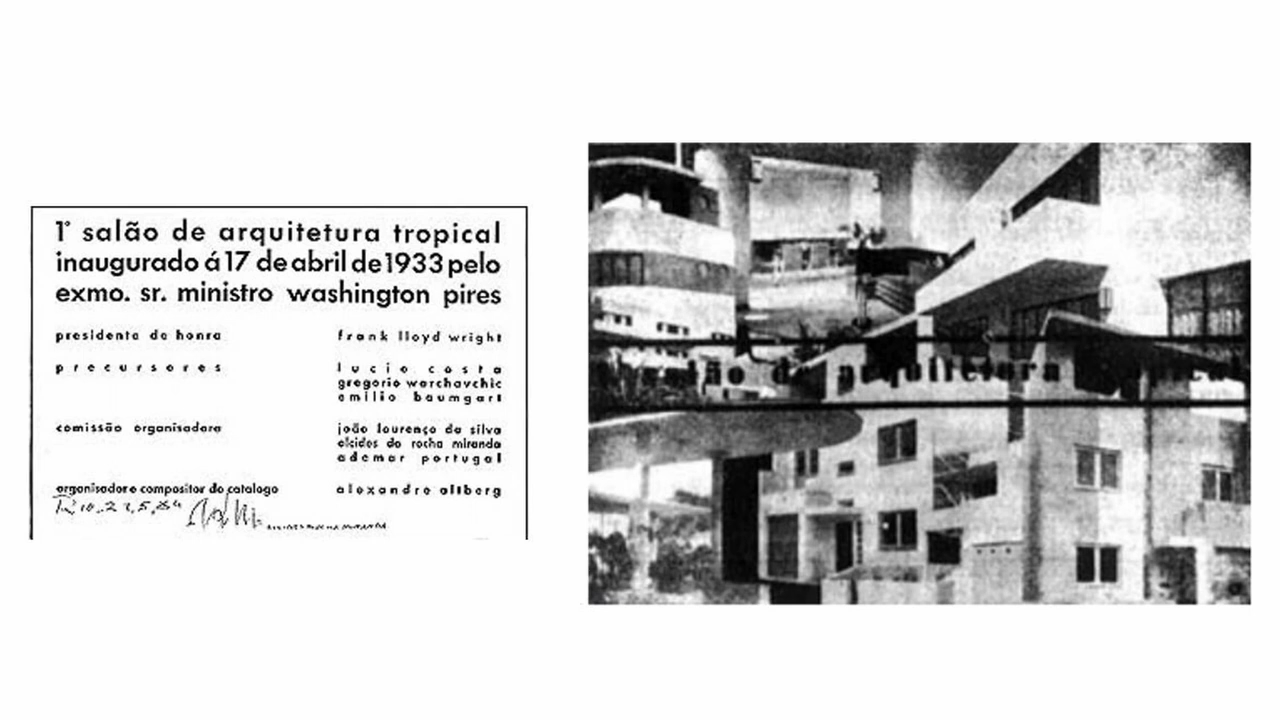 1° salão de arquitetura tropical
inaugurado á 17 de abril de 1933 pelo
exmo. sr. ministro washington pires
presidente de honra frank lloyd wright
precursores lucio costa
gregorio warchavchic
emilio baumgart
comissão organisadora joão lourenço da silva
alcides da rocha miranda
ademar portugal
organisador e compositor do catalogo alexandre altberg
de arquitetura